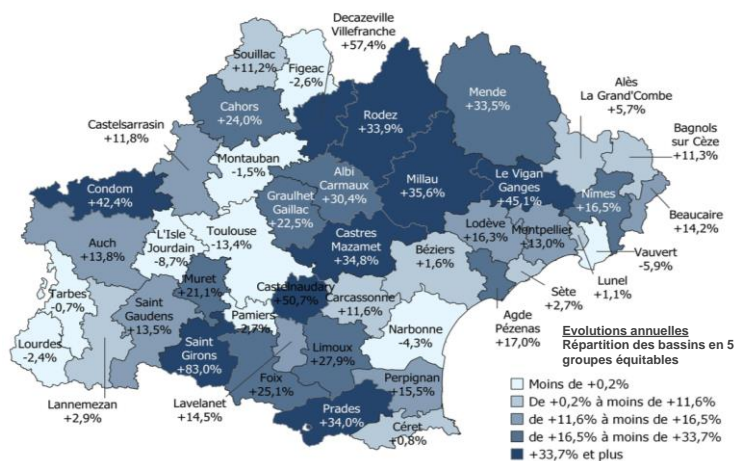 Decazeville
Villefranche
+57,4%
Souillac
+11,2%
Figeac
-2,6%
Mende
+33,5%
Alès
La Grand'Combe
+5,7%
Cahors
+24,0%
Rodez
+33,9%
Castelsarrasin
+11,8%
Bagnols
sur Cèze
+11,3%
Montauban
-1,5%
Albi
Carmaux
+30,4%
Millau
+35,6%
Le Vigan
Ganges
+45,1%
Condom
+42,4%
Graulhet
Gaillac
+22,5%
Nîmes
+16,5%
Beaucaire
+14,2%
Auch
+13,8%
L'Isle
Jourdain
-8,7%
Toulouse
-13,4%
Castres
Mazamet
+34,8%
Lodève
+16,3%
Montpellier
+13,0%
Béziers
+1,6%
Vauvert
-5,9%
Muret
+21,1%
Castelnaudary
+50,7%
Carcassonne
+11,6%
Lunel
+1,1%
Sète
+2,7%
Tarbes
-0,7%
Saint
Gaudens
+13,5%
Pamiers
-2,7%
Agde
Pézenas
+17,0%
Narbonne
-4,3%
Lourdes
-2,4%
Saint
Girons
+83,0%
Limoux
+27,9%
Foix
+25,1%
Perpignan
+15,5%
Lannemezan
+2,9%
Lavelanet
+14,5%
Prades
+34,0%
Céret
+0,8%
Evolutions annuelles
Répartition des bassins en 5
groupes équitables
Moins de +0,2%
De +0,2% à moins de +11,6%
de +11,6% à moins de +16,5%
de +16,5% à moins de +33,7%
+33,7% et plus